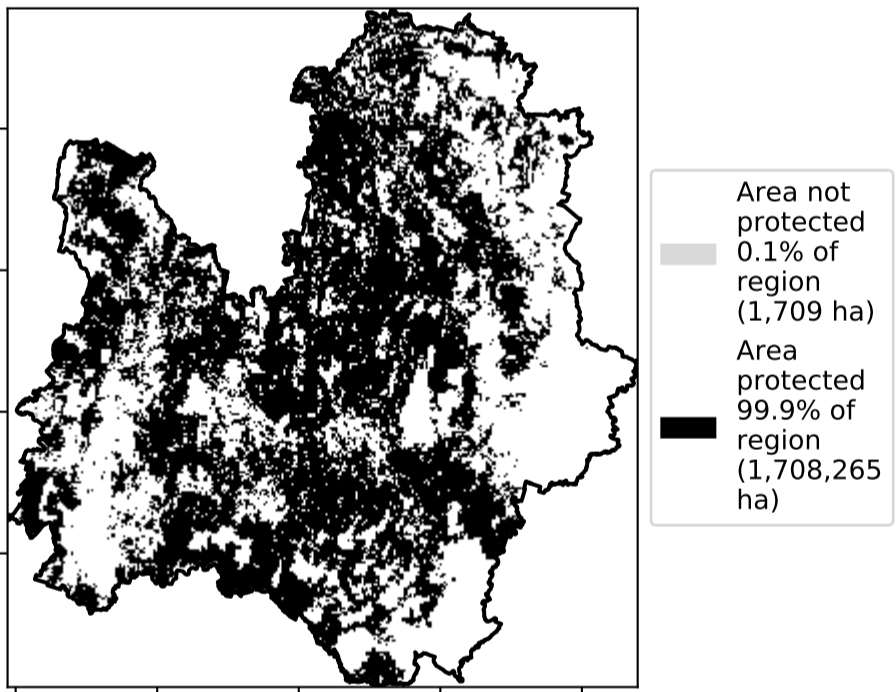 Area not
protected
0.1% of
region
(1,709 ha)
Area
protected
99.9% of
region
(1,708,265
ha)